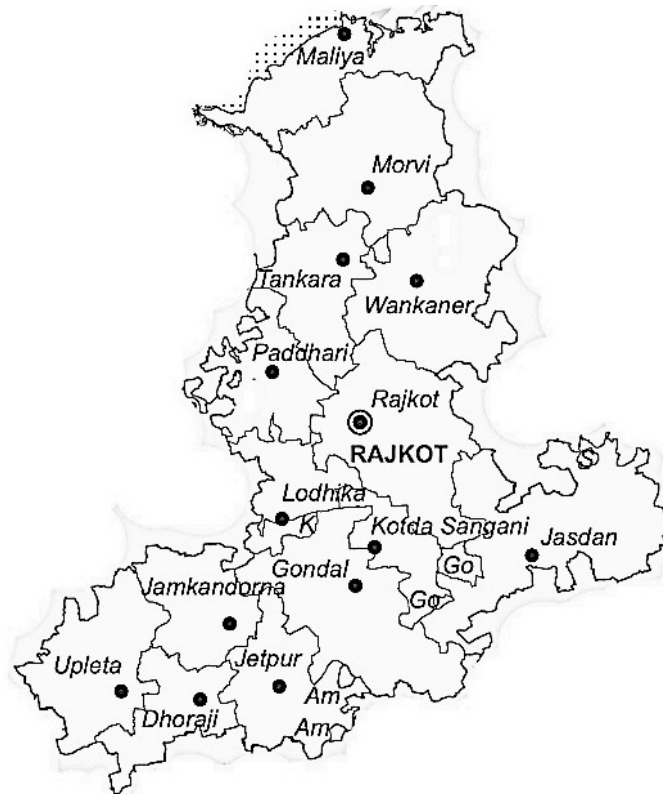 Maliya
Morvi
Tankara
Wankaner
Paddhari
Rajkot
RAJKOT
S
Lodhika
K
Kotda Sangani
Jasdan
Go
Gondal
Jamkandorna
Go
Upleta
Jetpur
Am
Dhoraji
Am